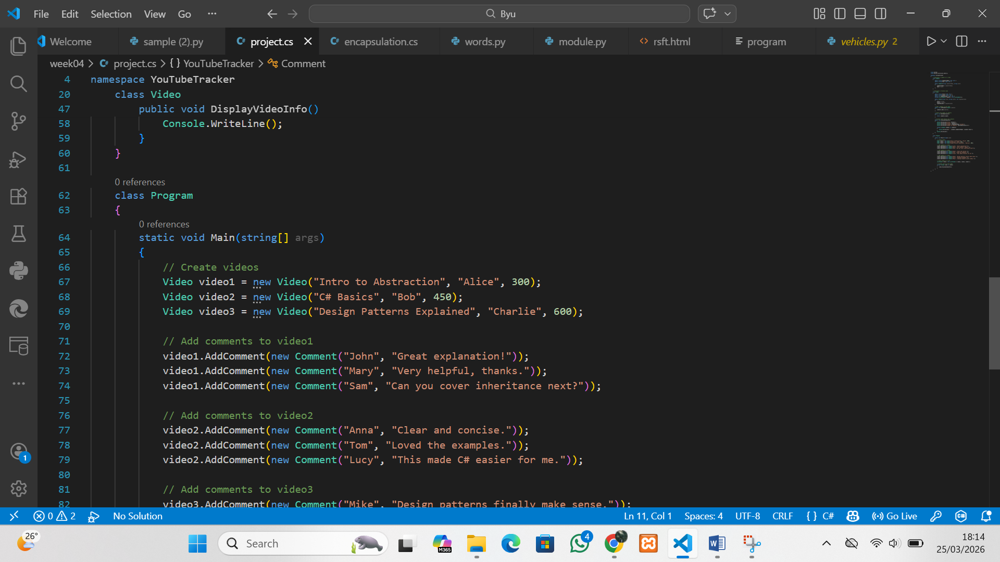 File Edit Selection View Go ··· Byu
Welcome sample (2).py project.cs encapsulation.cs words.py module.py rsft.html program vehicles.py 2
week04 > project.cs > { } YouTubeTracker > Comment
4 namespace YouTubeTracker
20 class Video
47 public void DisplayVideoInfo()
58 Console.WriteLine();
59 }
60 }
61
0 references
62 class Program
63 {
0 references
64 static void Main(string[] args)
65 {
66 // Create videos
67 Video video1 = new Video("Intro to Abstraction", "Alice", 300);
68 Video video2 = new Video("C# Basics", "Bob", 450);
69 Video video3 = new Video("Design Patterns Explained", "Charlie", 600);
70
71 // Add comments to video1
72 video1.AddComment(new Comment("John", "Great explanation!"));
73 video1.AddComment(new Comment("Mary", "Very helpful, thanks."));
74 video1.AddComment(new Comment("Sam", "Can you cover inheritance next?"));
75
76 // Add comments to video2
77 video2.AddComment(new Comment("Anna", "Clear and concise."));
78 video2.AddComment(new Comment("Tom", "Loved the examples."));
79 video2.AddComment(new Comment("Lucy", "This made C# easier for me."));
80
81 // Add comments to video3
82 video3.AddComment(new Comment("Mike", "Design patterns finally make sense."));
1
0 2 No Solution Ln 11, Col 1 Spaces: 4 UTF-8 CRLF { } C# Go Live
26° Search M365 4 18:14
25/03/2026